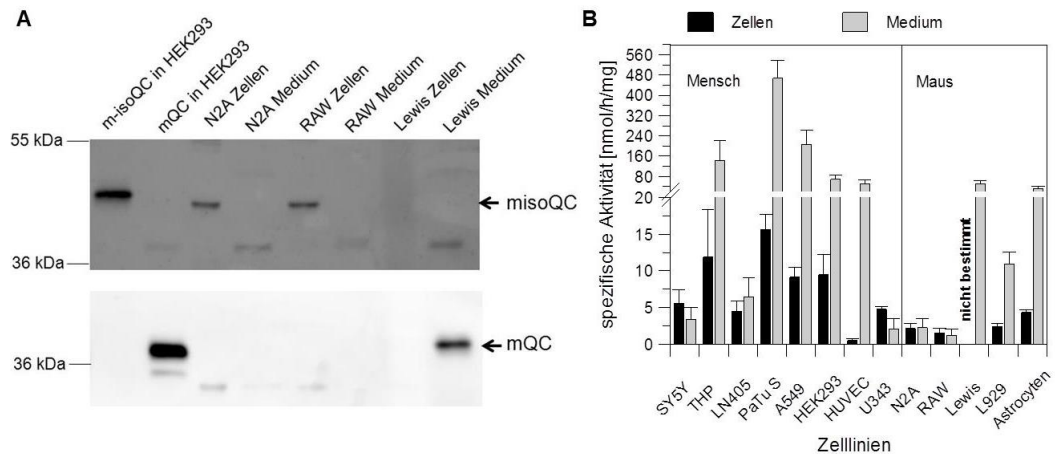 A
m-isoQC in HEK293
mQC in HEK293
N2A Zellen
N2A Medium
RAW Zellen
RAW Medium
Lewis Zellen
Lewis Medium
55 kDa
36 kDa
misoQC
36 kDa
mQC
B
Zellen
Medium
spezifische Aktivität [nmol/h/mg]
560
480
400
320
240
160
80
20
15
10
5
0
Mensch
Maus
nicht bestimmt
SY5Y
THP
LN405
PaTu S
A549
HEK293
HUVEC
U343
N2A
RAW
Lewis
L929
Astrocyten
Zelllinien